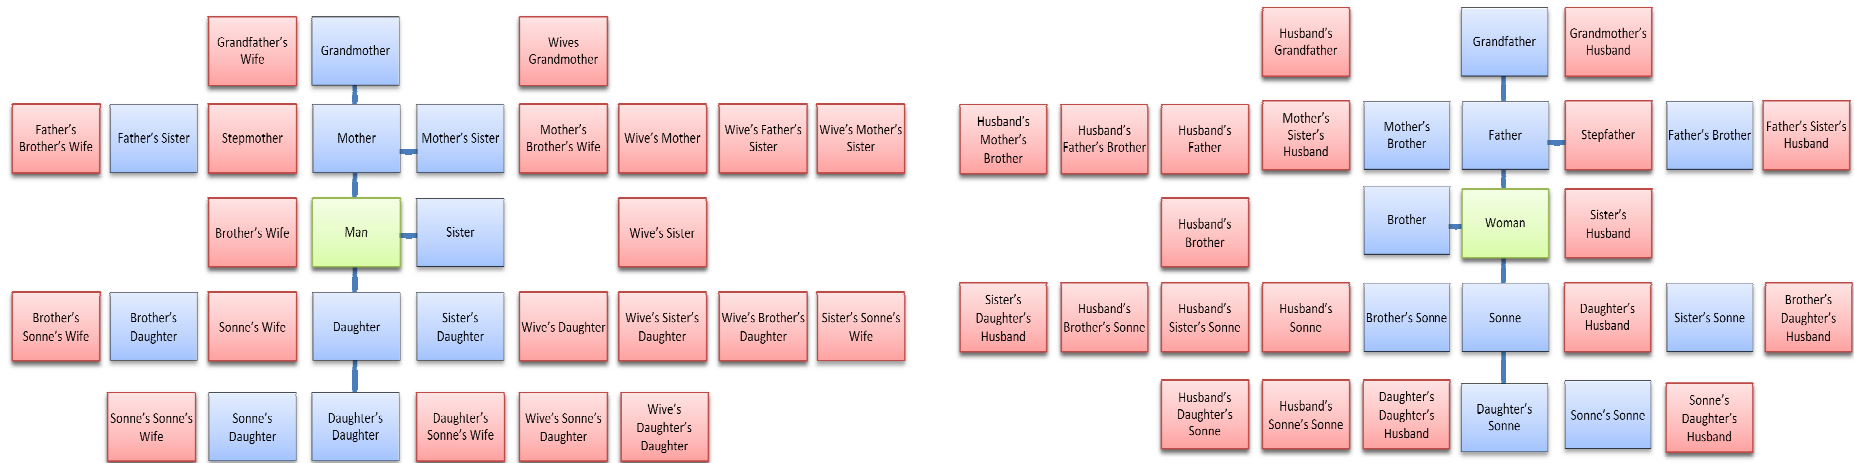 Grandfather's
Wife
Grandmother
Wives
Grandmother
Father's
Brother's Wife
Father's Sister
Stepmother
Mother
Mother's Sister
Mother's
Brother's Wife
Wive's Mother
Wive's Father's
Sister
Wive's Mother's
Sister
Brother's Wife
Man
Sister
Wive's Sister
Brother's
Sonne's Wife
Brother's
Daughter
Sonne's Wife
Daughter
Sister's
Daughter
Wive's Daughter
Wive's Sister's
Daughter
Wive's Brother's
Daughter
Sister's Sonne's
Wife
Sonne's Sonne's
Wife
Sonne's
Daughter
Daughter's
Daughter
Daughter's
Sonne's Wife
Wive's Sonne's
Daughter
Wive's
Daughter's
Daughter
Husband's
Grandfather
Grandfather
Grandmother's
Husband
Husband's
Mother's
Brother
Husband's
Father's Brother
Husband's
Father
Mother's
Sister's
Husband
Mother's
Brother
Father
Stepfather
Father's Brother
Father's Sister's
Husband
Husband's
Brother
Brother
Woman
Sister's
Husband
Sister's
Daughter's
Husband
Husband's
Brother's Sonne
Husband's
Sister's Sonne
Husband's
Sonne
Brother's Sonne
Sonne
Daughter's
Husband
Sister's Sonne
Brother's
Daughter's
Husband
Husband's
Daughter's
Sonne
Husband's
Sonne's Sonne
Daughter's
Daughter's
Husband
Daughter's
Sonne
Sonne's Sonne
Sonne's
Daughter's
Husband